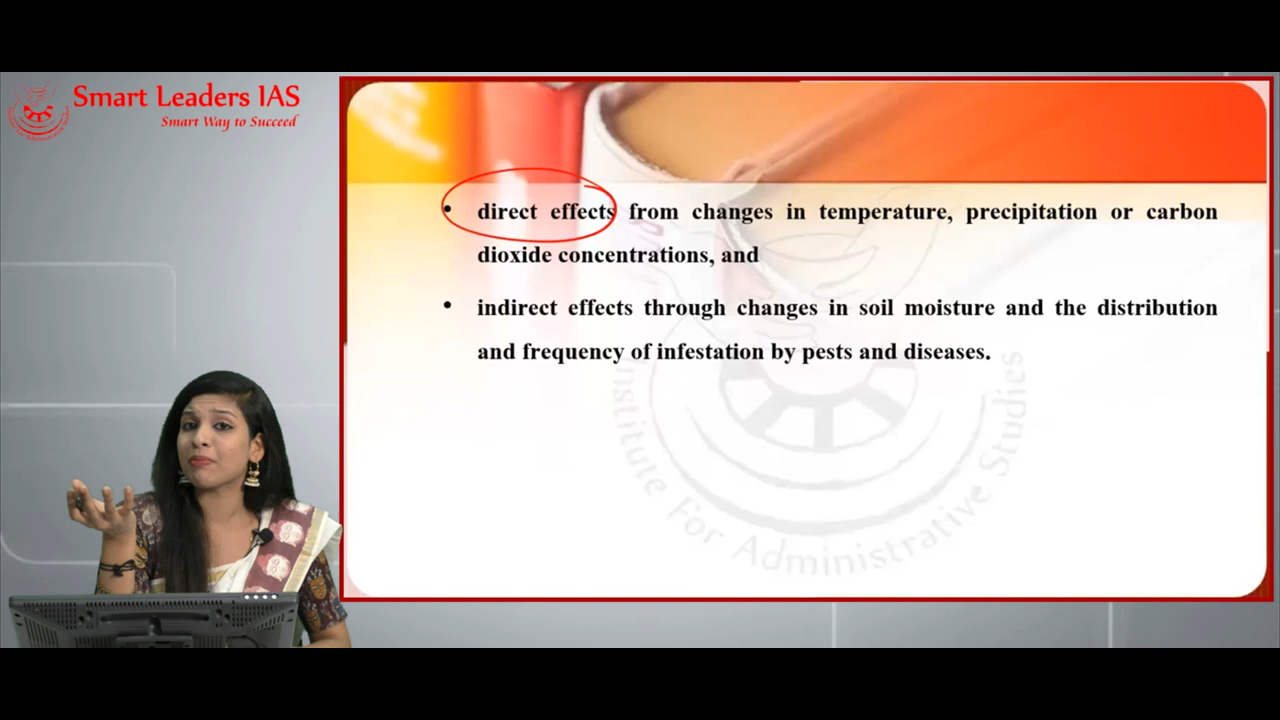 Smart Leaders IAS
Smart Way to Succeed
• direct effects from changes in temperature, precipitation or carbon
dioxide concentrations, and
• indirect effects through changes in soil moisture and the distribution
and frequency of infestation by pests and diseases.
Institute For Administrative Studies